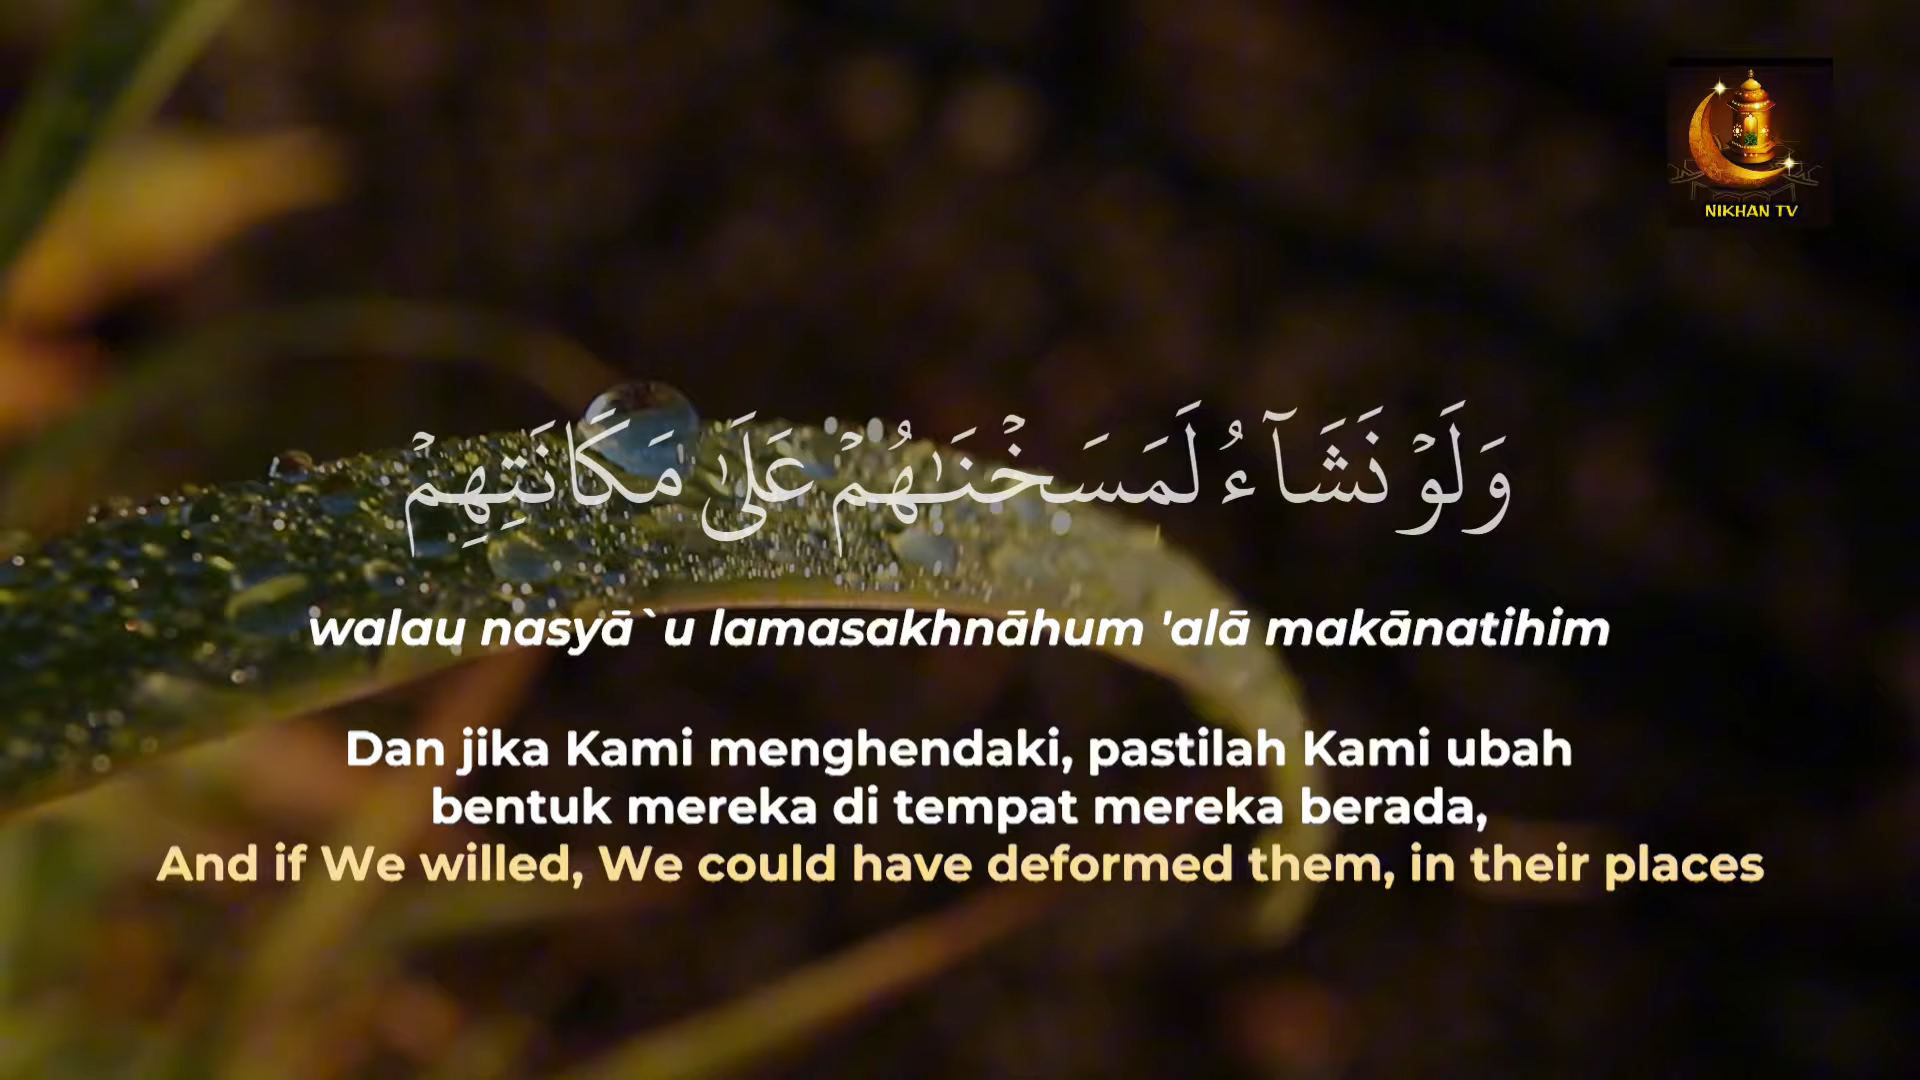 NIKHAN TV
وَلَوْ نَشَآءُ لَمَسَخْنَٰهُمْ عَلَىٰ مَكَانَتِهِمْ
walau nasyā`u lamasakhnāhum 'alā makānatihim
Dan jika Kami menghendaki, pastilah Kami ubah
bentuk mereka di tempat mereka berada,
And if We willed, We could have deformed them, in their places